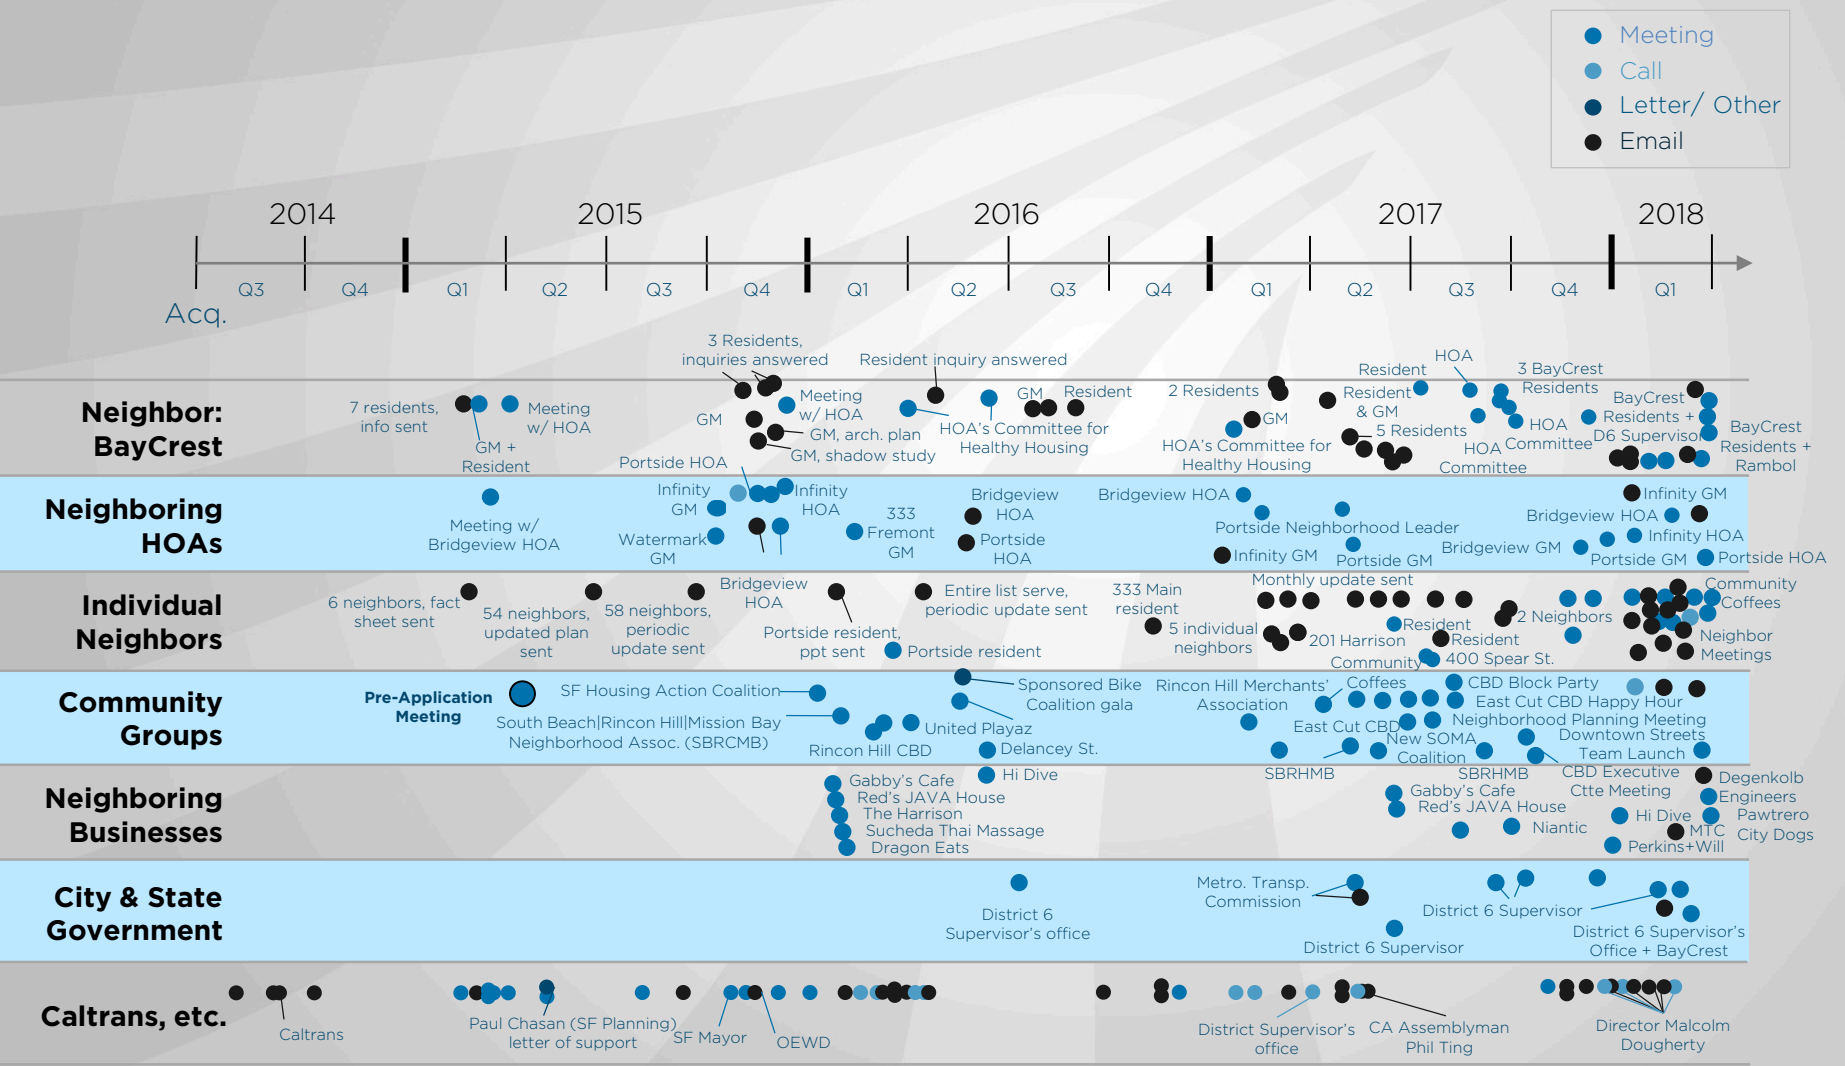 Meeting
Call
Letter/ Other
Email
2014
2015
2016
2017
2018
Q3
Q4
Q1
Q2
Q3
Q4
Q1
Q2
Q3
Q4
Q1
Q2
Q3
Q4
Q1
Acq.
Neighbor:
BayCrest
7 residents,
info sent
GM +
Resident
Meeting
w/ HOA
3 Residents,
inquiries answered
GM
Meeting
w/ HOA
GM, arch. plan
GM, shadow study
Resident inquiry answered
HOA's Committee for
Healthy Housing
GM
Resident
2 Residents
GM
HOA's Committee for
Healthy Housing
Resident
& GM
5 Residents
Resident
HOA
HOA
Committee
3 BayCrest
Residents
HOA
Committee
BayCrest
Residents +
D6 Supervisor
BayCrest
Residents +
Rambol
Neighboring
HOAs
Meeting w/
Bridgeview HOA
Portside HOA
Infinity
GM
Watermark
GM
Infinity
HOA
Bridgeview
HOA
333
Fremont
GM
Bridgeview
HOA
Portside
HOA
Bridgeview HOA
Portside Neighborhood Leader
Infinity GM
Portside GM
Bridgeview GM
Infinity GM
Bridgeview HOA
Infinity HOA
Portside GM
Portside HOA
Individual
Neighbors
6 neighbors, fact
sheet sent
54 neighbors,
updated plan
sent
58 neighbors,
periodic
update sent
Portside resident,
ppt sent
Portside resident
Entire list serve,
periodic update sent
333 Main
resident
5 individual
neighbors
Monthly update sent
201 Harrison
Resident
Resident
400 Spear St.
2 Neighbors
Community
Coffees
Neighbor
Meetings
Community
Groups
Pre-Application
Meeting
SF Housing Action Coalition
South Beach|Rincon Hill|Mission Bay
Neighborhood Assoc. (SBRCMB)
Rincon Hill CBD
United Playaz
Sponsored Bike
Coalition gala
Delancey St.
Rincon Hill Merchants'
Association
SBRHMB
Community
Coffees
East Cut CBD
New SOMA
Coalition
CBD Block Party
East Cut CBD Happy Hour
Neighborhood Planning Meeting
SBRHMB
CBD Executive
Ctte Meeting
Downtown Streets
Team Launch
Neighboring
Businesses
Gabby's Cafe
Red's JAVA House
The Harrison
Sucheda Thai Massage
Dragon Eats
Hi Dive
Gabby's Cafe
Red's JAVA House
Niantic
Hi Dive
MTC
Perkins+Will
Degenkolb
Engineers
Pawtrero
City Dogs
City & State
Government
District 6
Supervisor's office
Metro. Transp.
Commission
District 6 Supervisor
District 6 Supervisor
District 6 Supervisor's
Office + BayCrest
Caltrans, etc.
Caltrans
Paul Chasan (SF Planning)
letter of support
SF Mayor
OEWD
District Supervisor's
office
CA Assemblyman
Phil Ting
Director Malcolm
Dougherty